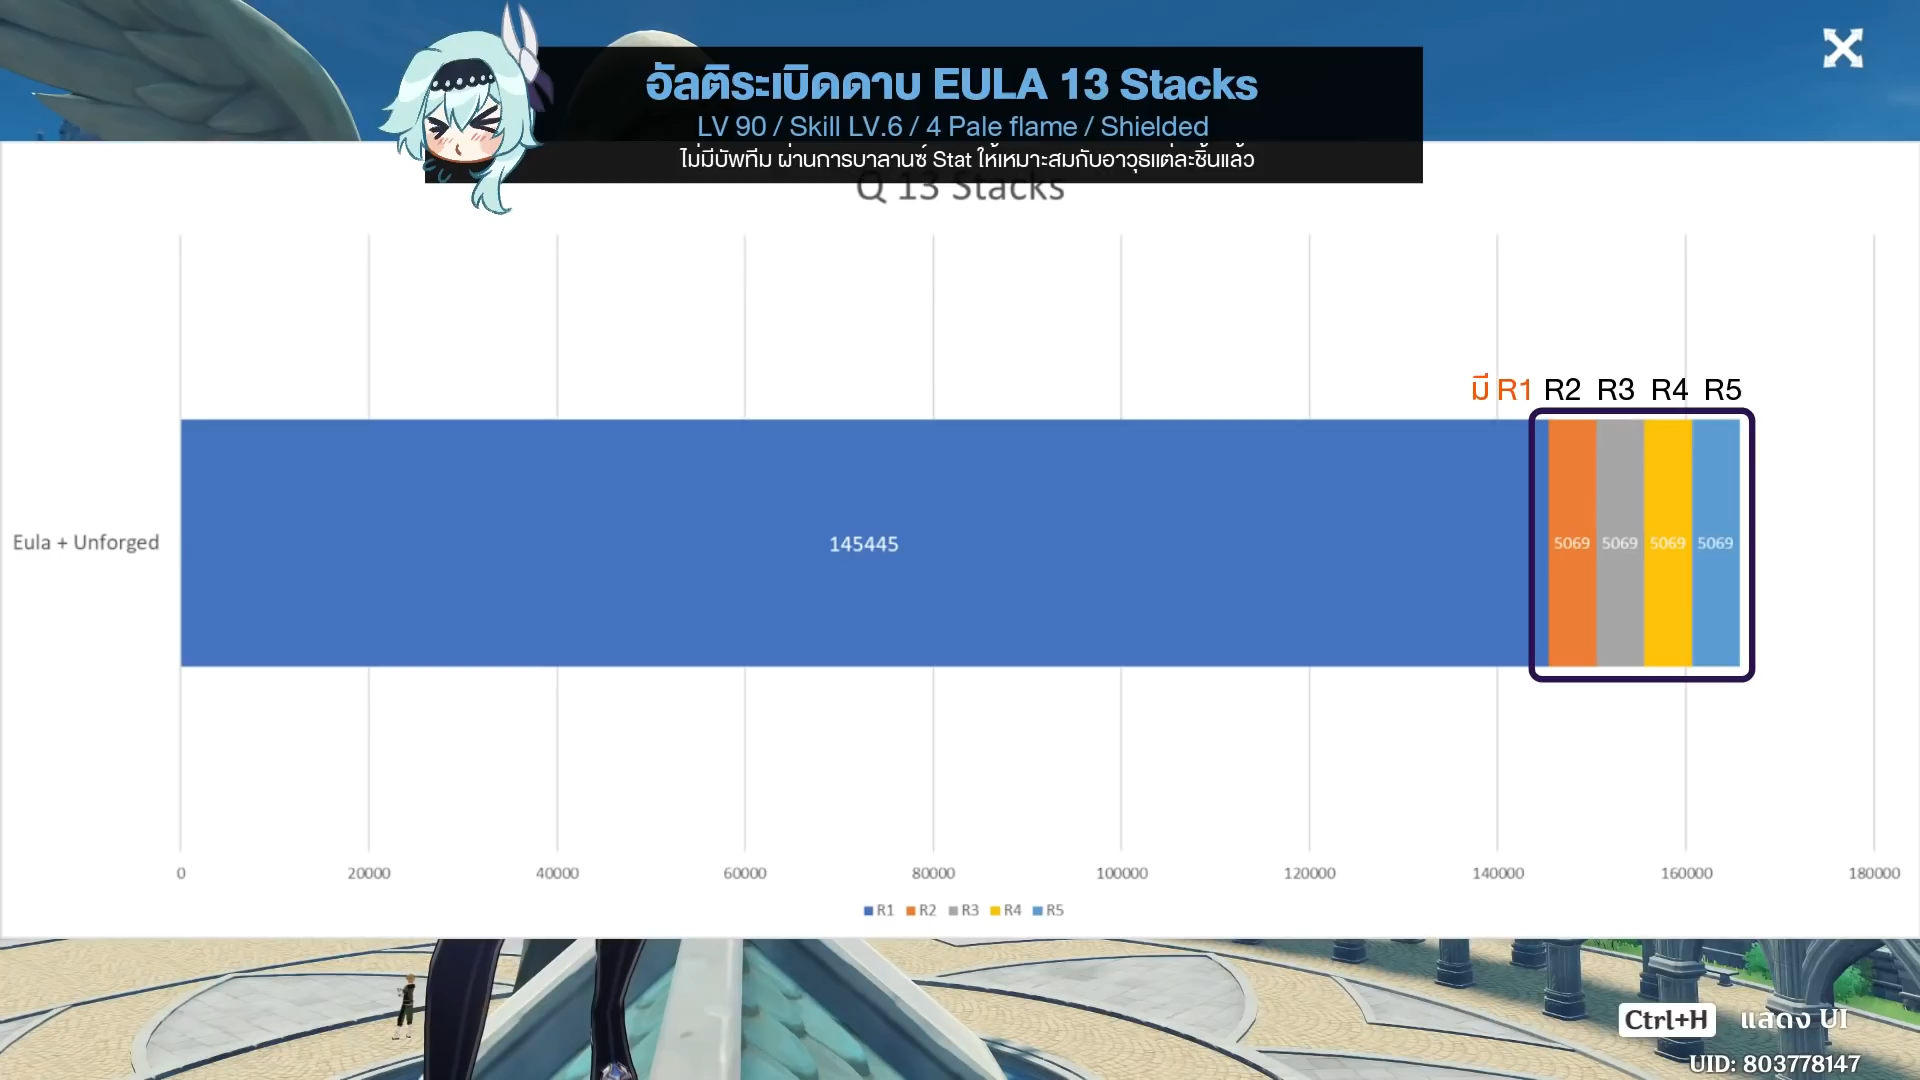 อัลติระเบิดดาบ EULA 13 Stacks
LV 90 / Skill LV.6 / 4 Pale flame / Shielded
ไม่มีบัพทีม ผ่านการบาลานซ์ Stat ให้เหมาะสมกับอาวุธแต่ละชิ้นแล้ว
Q 13 Stacks
มี R1 R2 R3 R4 R5
Eula + Unforged
145445
5069 5069 5069 5069
0 20000 40000 60000 80000 100000 120000 140000 160000 180000
R1 R2 R3 R4 R5
Ctrl+H แสดง UI
UID: 803778147